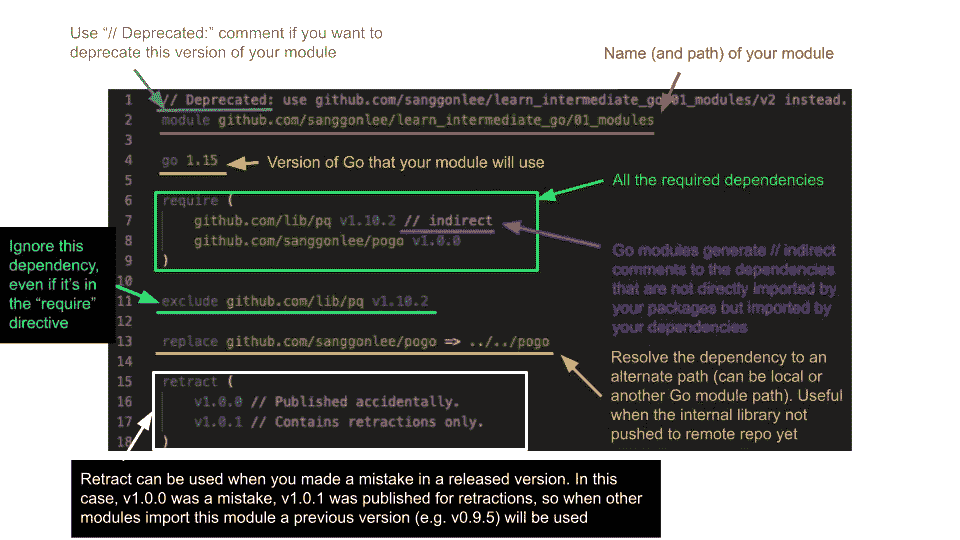 Use “// Deprecated:” comment if you want to
deprecate this version of your module
Name (and path) of your module
1 // Deprecated: use github.com/sanggonlee/learn_intermediate_go/01_modules/v2 instead.
2 module github.com/sanggonlee/learn_intermediate_go/01_modules
3
4 go 1.15
Version of Go that your module will use
5
6 require (
All the required dependencies
7 github.com/lib/pq v1.10.2 // indirect
8 github.com/sanggonlee/pogo v1.0.0
9 )
Go modules generate // indirect
comments to the dependencies
that are not directly imported by
your packages but imported by
your dependencies
Ignore this
dependency,
even if it’s in
the “require”
directive
10
11 exclude github.com/lib/pq v1.10.2
12
13 replace github.com/sanggonlee/pogo => ../../pogo
Resolve the dependency to an
alternate path (can be local or
another Go module path). Useful
when the internal library not
pushed to remote repo yet
14
15 retract (
16 v1.0.0 // Published accidentally.
17 v1.0.1 // Contains retractions only.
18 )
Retract can be used when you made a mistake in a released version. In this
case, v1.0.0 was a mistake, v1.0.1 was published for retractions, so when other
modules import this module a previous version (e.g. v0.9.5) will be used